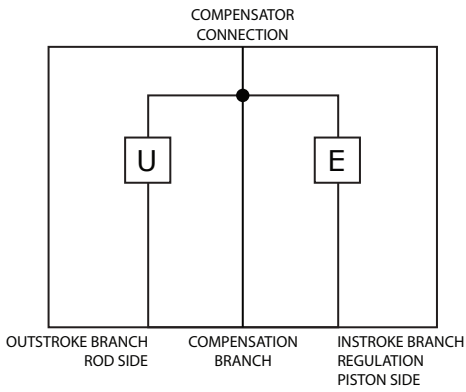 COMPENSATOR
CONNECTION
U
E
OUTSTROKE BRANCH
ROD SIDE
COMPENSATION
BRANCH
INSTROKE BRANCH
REGULATION
PISTON SIDE